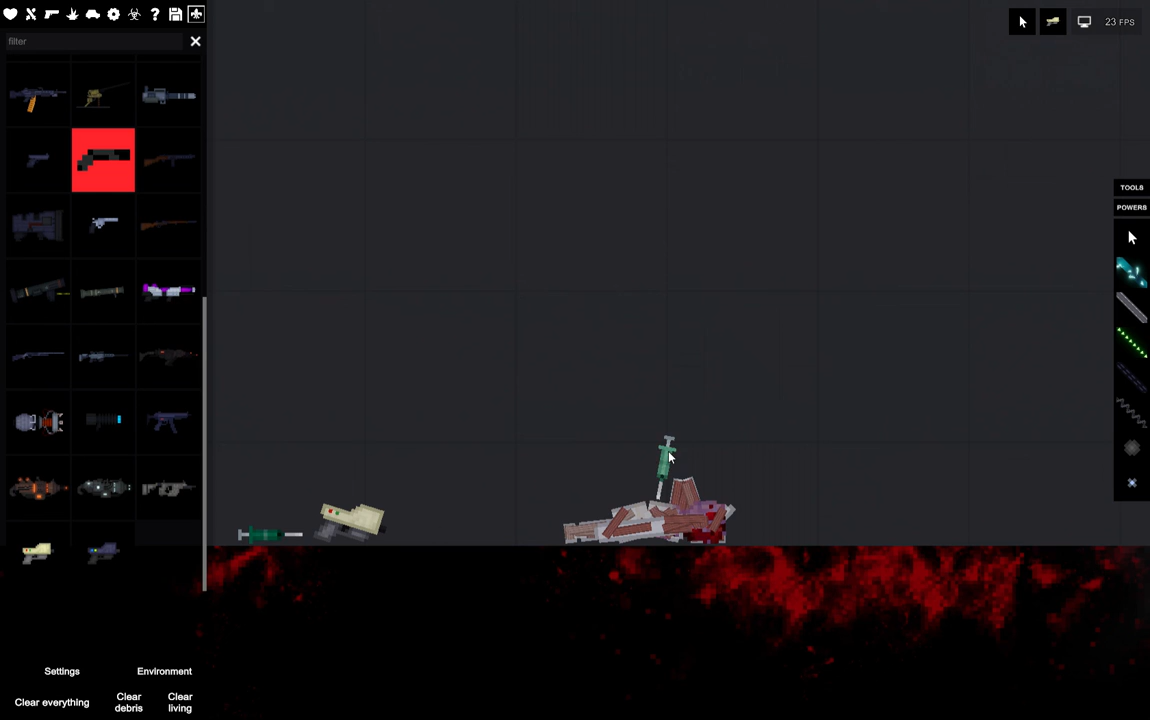 ?
23 FPS
filter
TOOLS
POWERS
Settings
Environment
Clear everything
Clear
debris
Clear
living